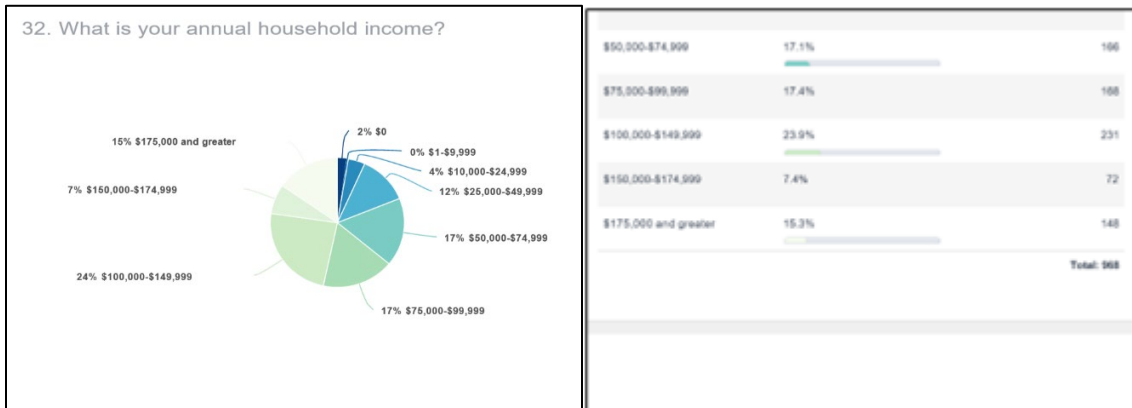 32. What is your annual household income?
2% $0
15% $175,000 and greater
0% $1-$9,999
4% $10,000-$24,999
7% $150,000-$174,999
12% $25,000-$49,999
17% $50,000-$74,999
24% $100,000-$149,999
17% $75,000-$99,999
$50,000-$74,999 17.1% 166
$75,000-$99,999 17.4% 168
$100,000-$149,999 23.9% 231
$150,000-$174,999 7.4% 72
$175,000 and greater 15.3% 148
Total: 968